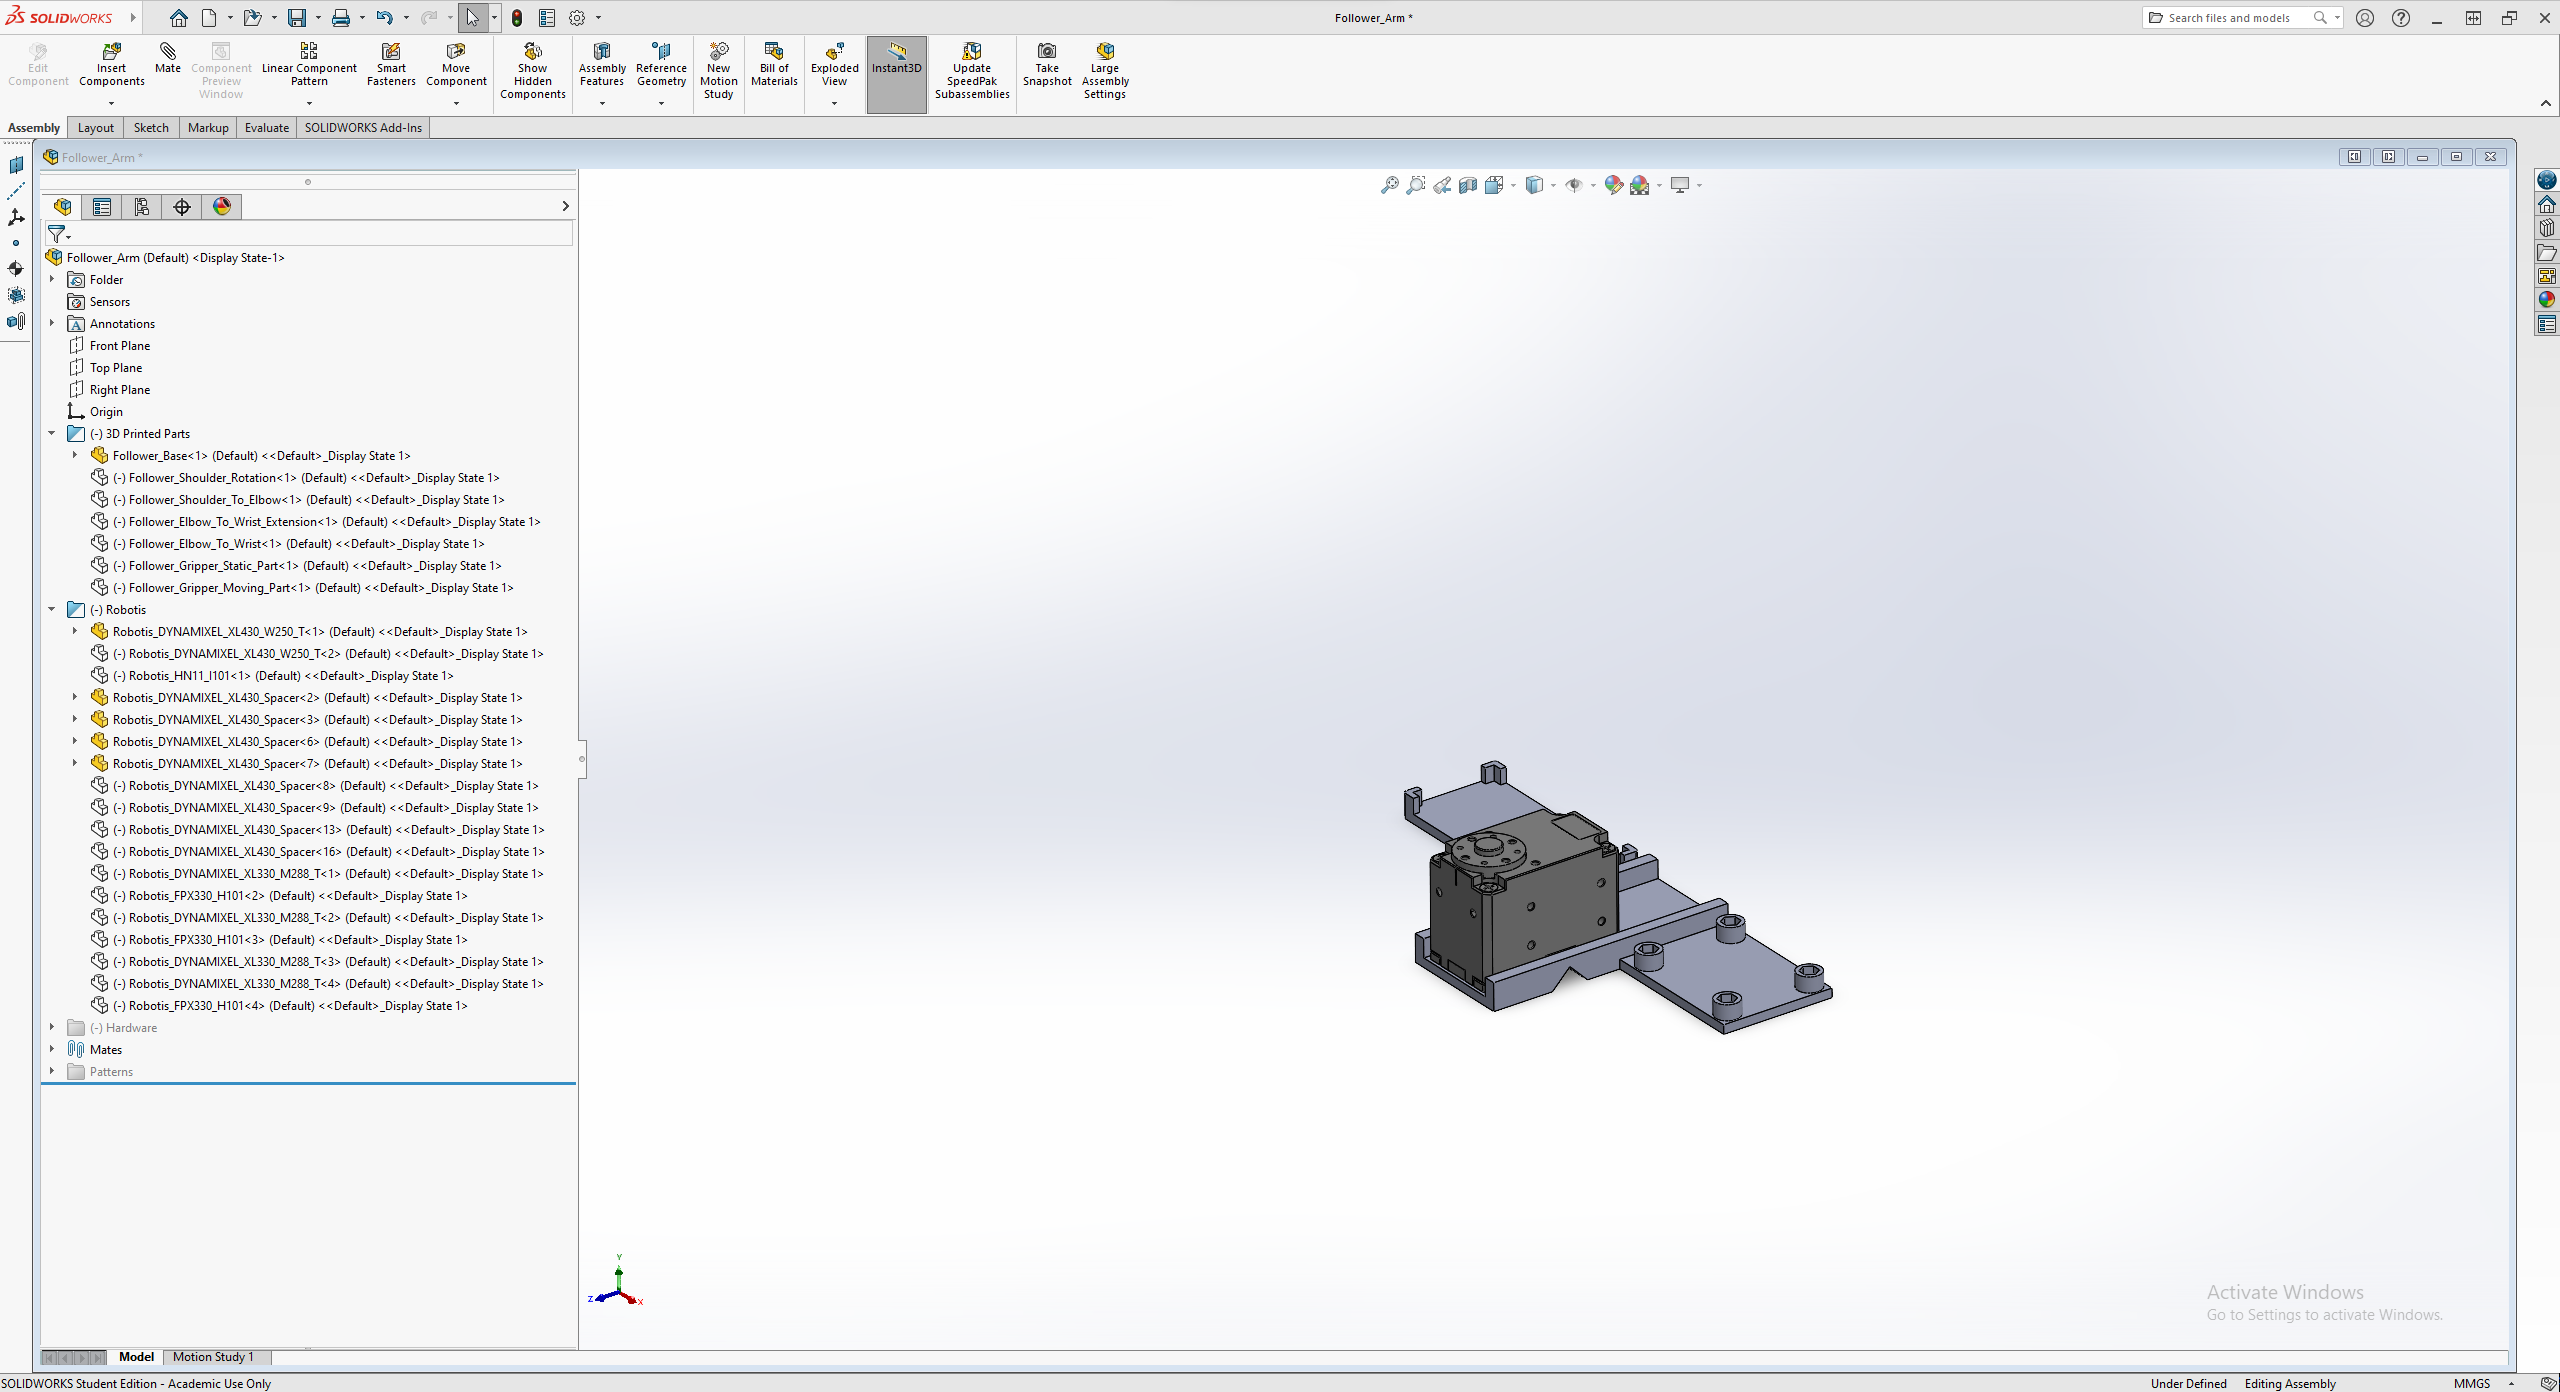 SOLIDWORKS
Follower_Arm *
Search files and models
Edit Component
Insert Components
Mate
Component Preview Window
Linear Component Pattern
Smart Fasteners
Move Component
Show Hidden Components
Assembly Features
Reference Geometry
New Motion Study
Bill of Materials
Exploded View
Instant3D
Update SpeedPak Subassemblies
Take Snapshot
Large Assembly Settings
Assembly
Layout
Sketch
Markup
Evaluate
SOLIDWORKS Add-Ins
Follower_Arm *
Follower_Arm (Default) <Display State-1>
Folder
Sensors
Annotations
Front Plane
Top Plane
Right Plane
Origin
(-) 3D Printed Parts
Follower_Base<1> (Default) <<Default>_Display State 1>
(-) Follower_Shoulder_Rotation<1> (Default) <<Default>_Display State 1>
(-) Follower_Shoulder_To_Elbow<1> (Default) <<Default>_Display State 1>
(-) Follower_Elbow_To_Wrist_Extension<1> (Default) <<Default>_Display State 1>
(-) Follower_Elbow_To_Wrist<1> (Default) <<Default>_Display State 1>
(-) Follower_Gripper_Static_Part<1> (Default) <<Default>_Display State 1>
(-) Follower_Gripper_Moving_Part<1> (Default) <<Default>_Display State 1>
(-) Robotis
Robotis_DYNAMIXEL_XL430_W250_T<1> (Default) <<Default>_Display State 1>
(-) Robotis_DYNAMIXEL_XL430_W250_T<2> (Default) <<Default>_Display State 1>
(-) Robotis_HN11_I101<1> (Default) <<Default>_Display State 1>
Robotis_DYNAMIXEL_XL430_Spacer<2> (Default) <<Default>_Display State 1>
Robotis_DYNAMIXEL_XL430_Spacer<3> (Default) <<Default>_Display State 1>
Robotis_DYNAMIXEL_XL430_Spacer<6> (Default) <<Default>_Display State 1>
Robotis_DYNAMIXEL_XL430_Spacer<7> (Default) <<Default>_Display State 1>
(-) Robotis_DYNAMIXEL_XL430_Spacer<8> (Default) <<Default>_Display State 1>
(-) Robotis_DYNAMIXEL_XL430_Spacer<9> (Default) <<Default>_Display State 1>
(-) Robotis_DYNAMIXEL_XL430_Spacer<13> (Default) <<Default>_Display State 1>
(-) Robotis_DYNAMIXEL_XL430_Spacer<16> (Default) <<Default>_Display State 1>
(-) Robotis_DYNAMIXEL_XL330_M288_T<1> (Default) <<Default>_Display State 1>
(-) Robotis_FPX330_H101<2> (Default) <<Default>_Display State 1>
(-) Robotis_DYNAMIXEL_XL330_M288_T<2> (Default) <<Default>_Display State 1>
(-) Robotis_FPX330_H101<3> (Default) <<Default>_Display State 1>
(-) Robotis_DYNAMIXEL_XL330_M288_T<3> (Default) <<Default>_Display State 1>
(-) Robotis_DYNAMIXEL_XL330_M288_T<4> (Default) <<Default>_Display State 1>
(-) Robotis_FPX330_H101<4> (Default) <<Default>_Display State 1>
(-) Hardware
Mates
Patterns
Y
Z
X
Activate Windows
Go to Settings to activate Windows.
Model
Motion Study 1
SOLIDWORKS Student Edition - Academic Use Only
Under Defined
Editing Assembly
MMGS